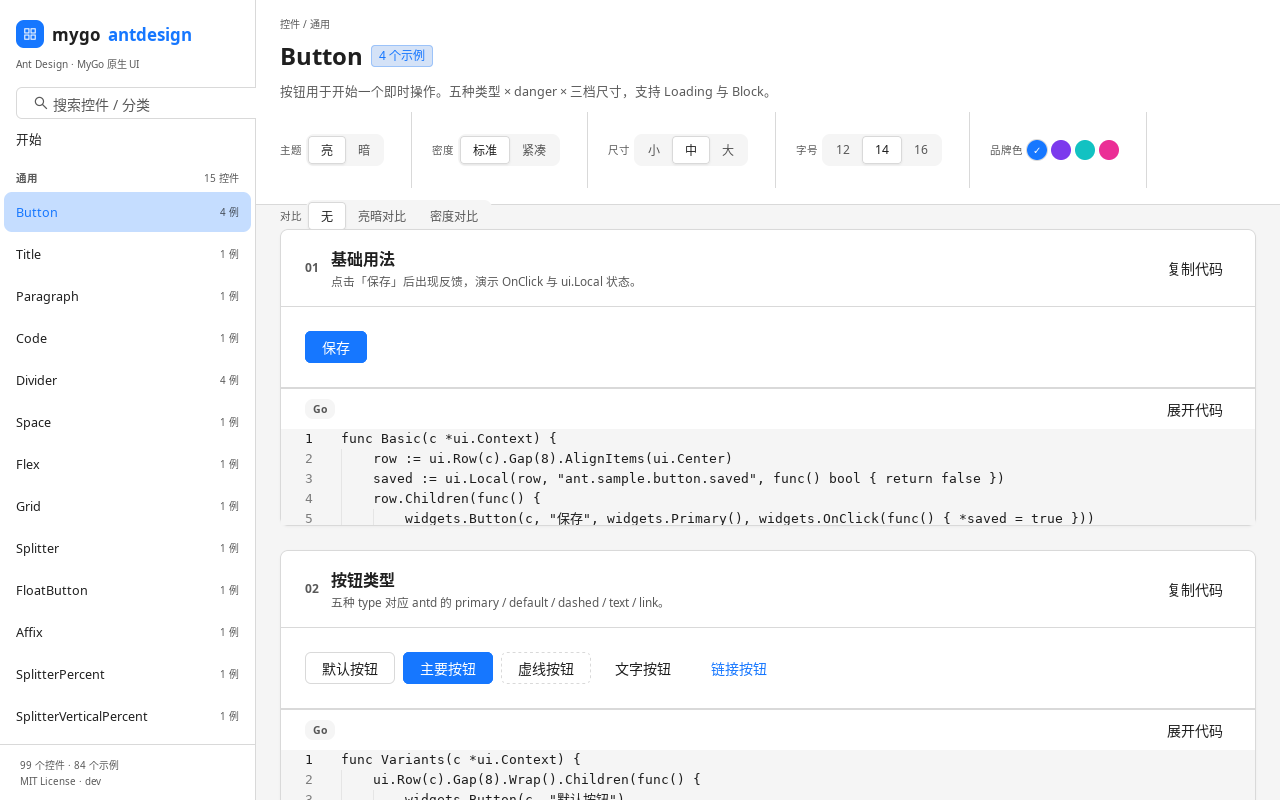 mygo antdesign
Ant Design · MyGo 原生 UI
搜索控件 / 分类
开始
通用 15 控件
Button 4 例
Title 1 例
Paragraph 1 例
Code 1 例
Divider 4 例
Space 1 例
Flex 1 例
Grid 1 例
Splitter 1 例
FloatButton 1 例
Affix 1 例
SplitterPercent 1 例
SplitterVerticalPercent 1 例
99 个控件 · 84 个示例
MIT License · dev
控件 / 通用
Button 4 个示例
按钮用于开始一个即时操作。五种类型 × danger × 三档尺寸，支持 Loading 与 Block。
主题 亮 暗 密度 标准 紧凑 尺寸 小 中 大 字号 12 14 16 品牌色 ✓
对比 无 亮暗对比 密度对比
01 基础用法
点击「保存」后出现反馈，演示 OnClick 与 ui.Local 状态。
复制代码
保存
Go 展开代码
1 func Basic(c *ui.Context) {
2 row := ui.Row(c).Gap(8).AlignItems(ui.Center)
3 saved := ui.Local(row, "ant.sample.button.saved", func() bool { return false })
4 row.Children(func() {
5 widgets.Button(c, "保存", widgets.Primary(), widgets.OnClick(func() { *saved = true }))
02 按钮类型
五种 type 对应 antd 的 primary / default / dashed / text / link。
复制代码
默认按钮 主要按钮 虚线按钮 文字按钮 链接按钮
Go 展开代码
1 func Variants(c *ui.Context) {
2 ui.Row(c).Gap(8).Wrap().Children(func() {
3 widgets.Button(c, "默认按钮")